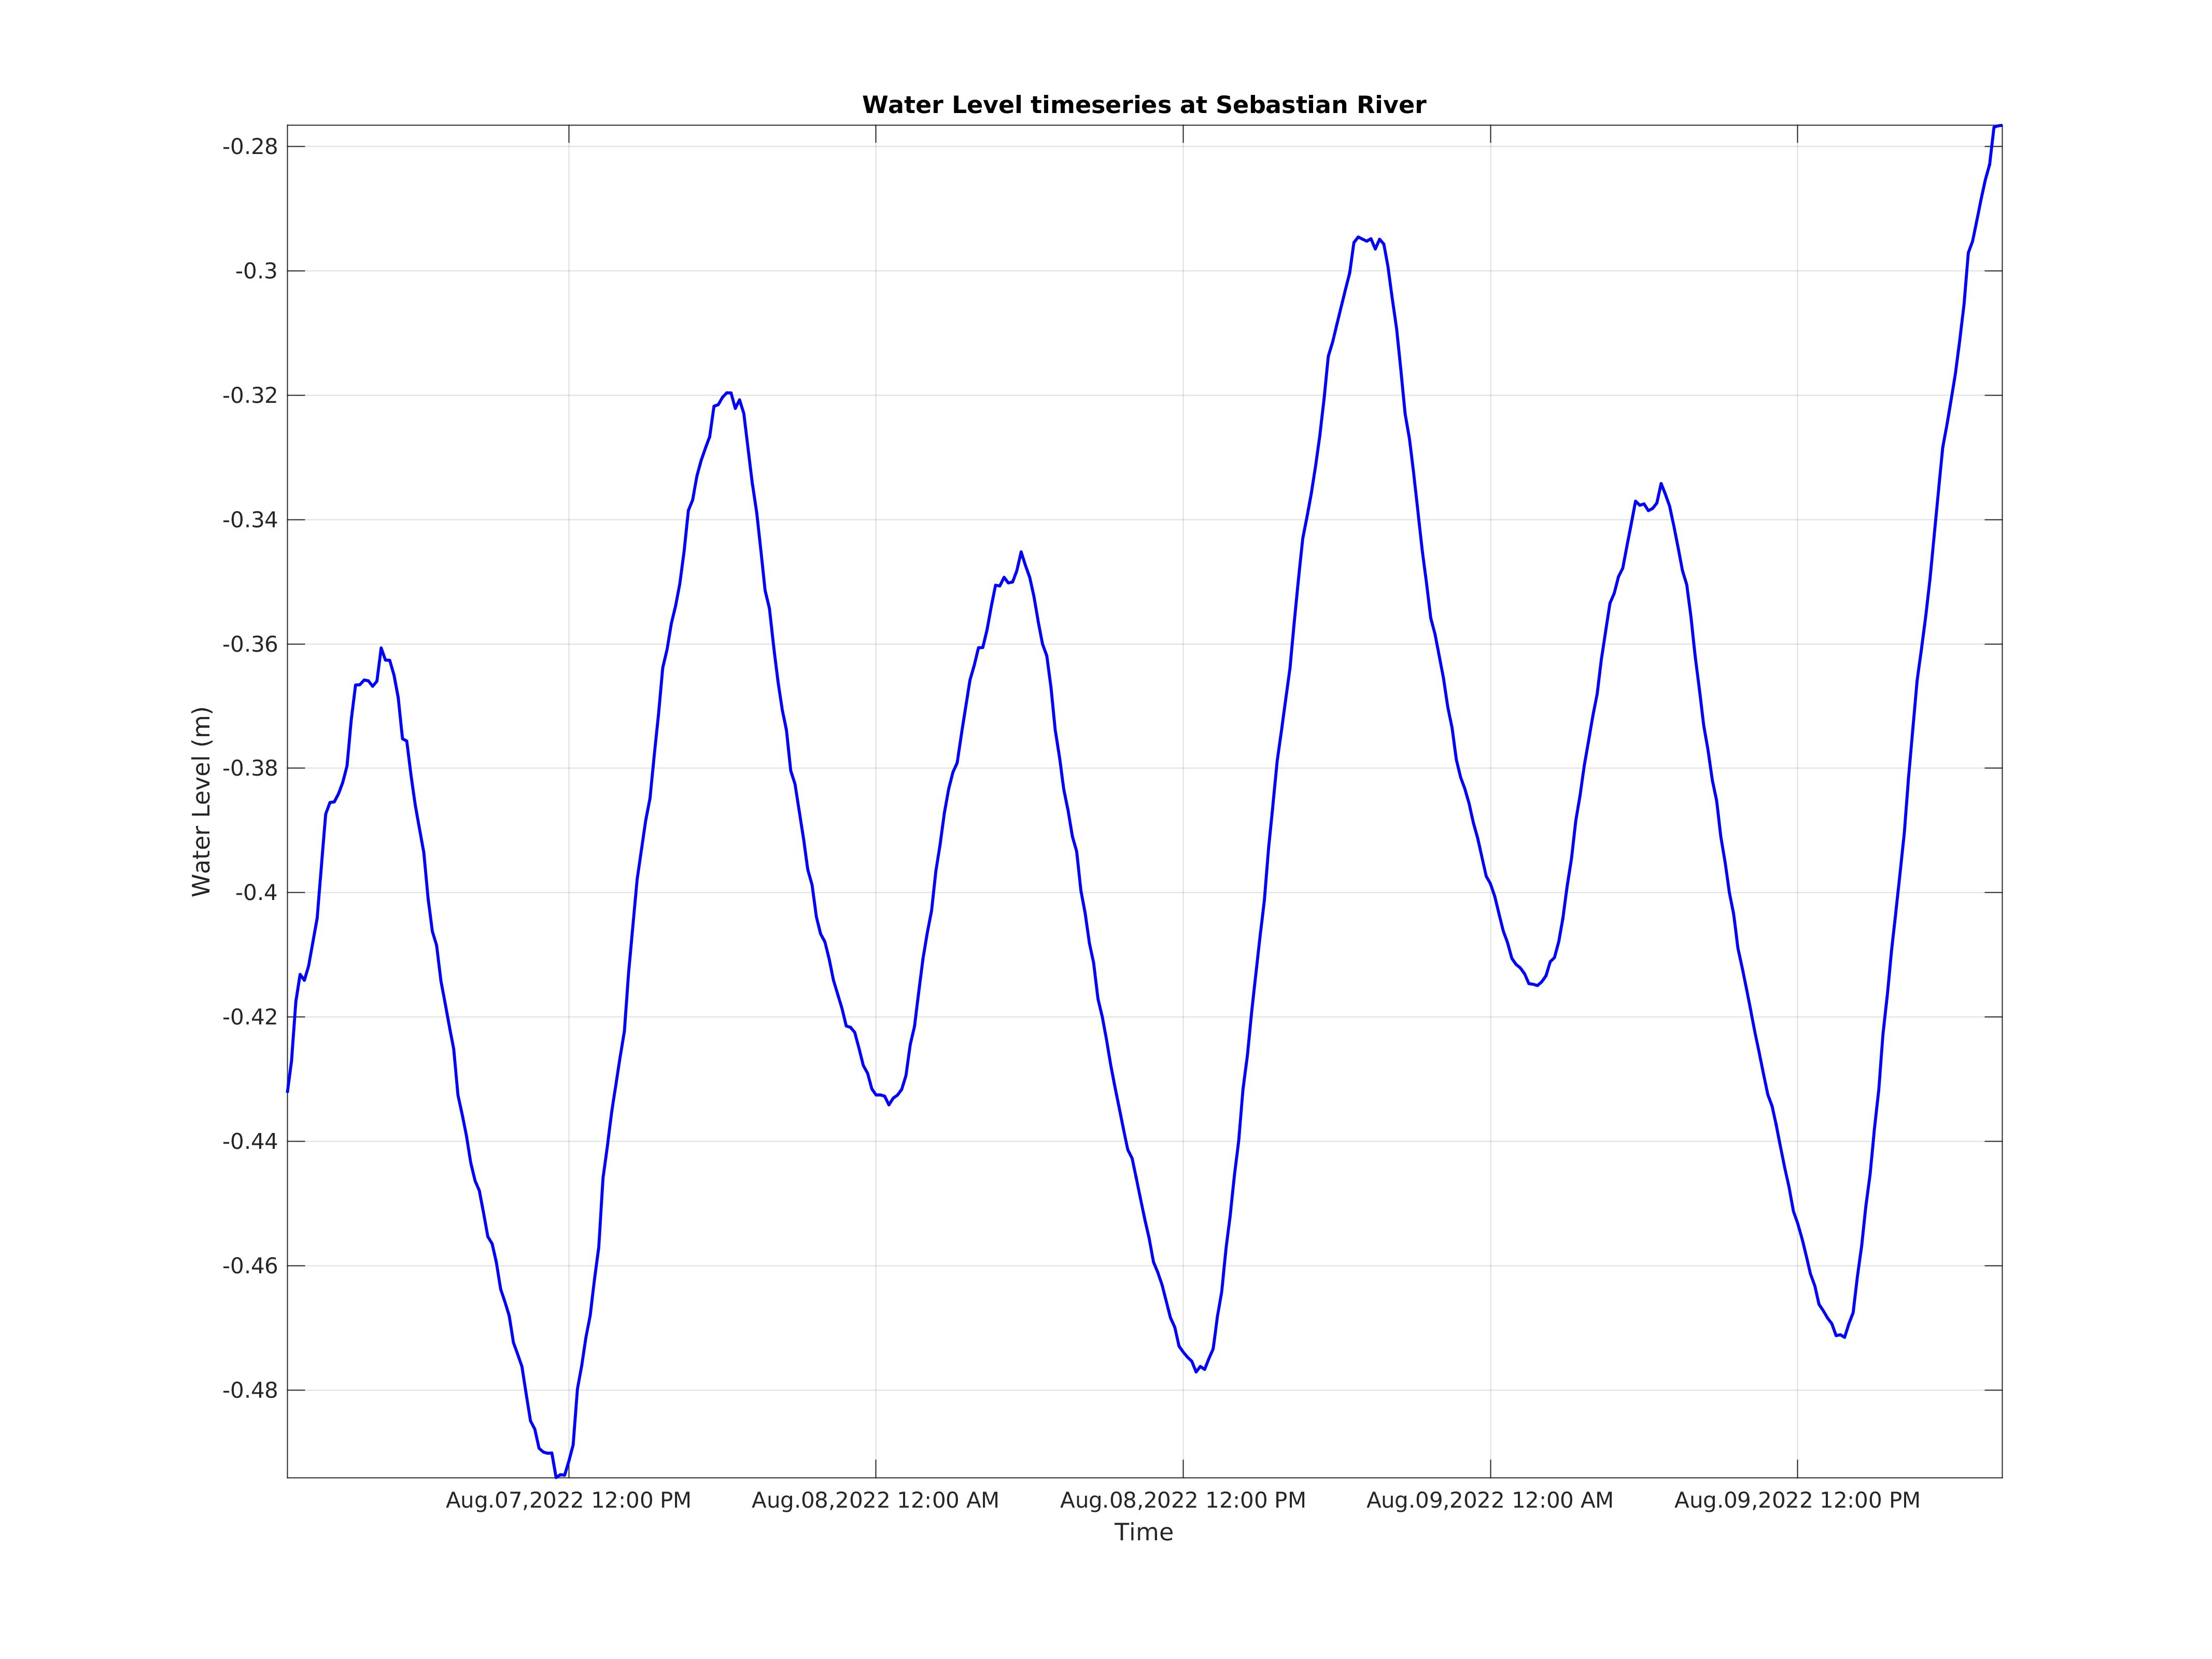 Water Level timeseries at Sebastian River
-0.28
-0.3
-0.32
-0.34
-0.36
-0.38
-0.4
-0.42
-0.44
-0.46
-0.48
Water Level (m)
Aug.07,2022 12:00 PM Aug.08,2022 12:00 AM Aug.08,2022 12:00 PM Aug.09,2022 12:00 AM Aug.09,2022 12:00 PM
Time